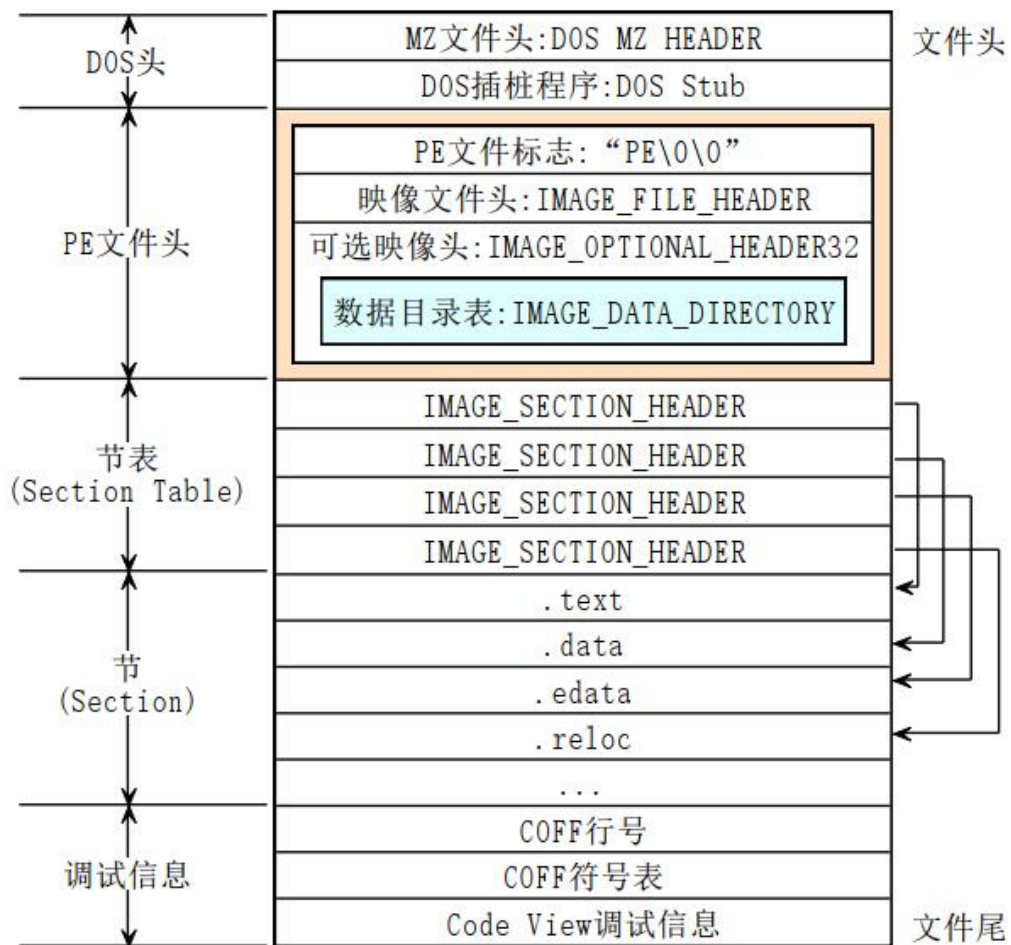 MZ文件头:DOS MZ HEADER
文件头
DOS头
DOS插桩程序:DOS Stub
PE文件标志:“PE\0\0”
映像文件头:IMAGE_FILE_HEADER
PE文件头
可选映像头:IMAGE_OPTIONAL_HEADER32
数据目录表:IMAGE_DATA_DIRECTORY
IMAGE_SECTION_HEADER
节表
(Section Table)
IMAGE_SECTION_HEADER
IMAGE_SECTION_HEADER
IMAGE_SECTION_HEADER
.text
.data
节
(Section)
.edata
.reloc
...
COFF行号
调试信息
COFF符号表
Code View调试信息
文件尾